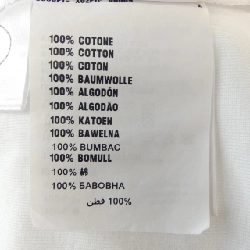 100% COTONE
100% COTTON
100% COTON
100% BAUMWOLLE
100% ALGODÓN
100% ALGODÃO
100% KATOEN
100% BAWELNA
100% BUMBAC
100% BOMULL
100% 綿
100% БАВОВНА
100% قطن